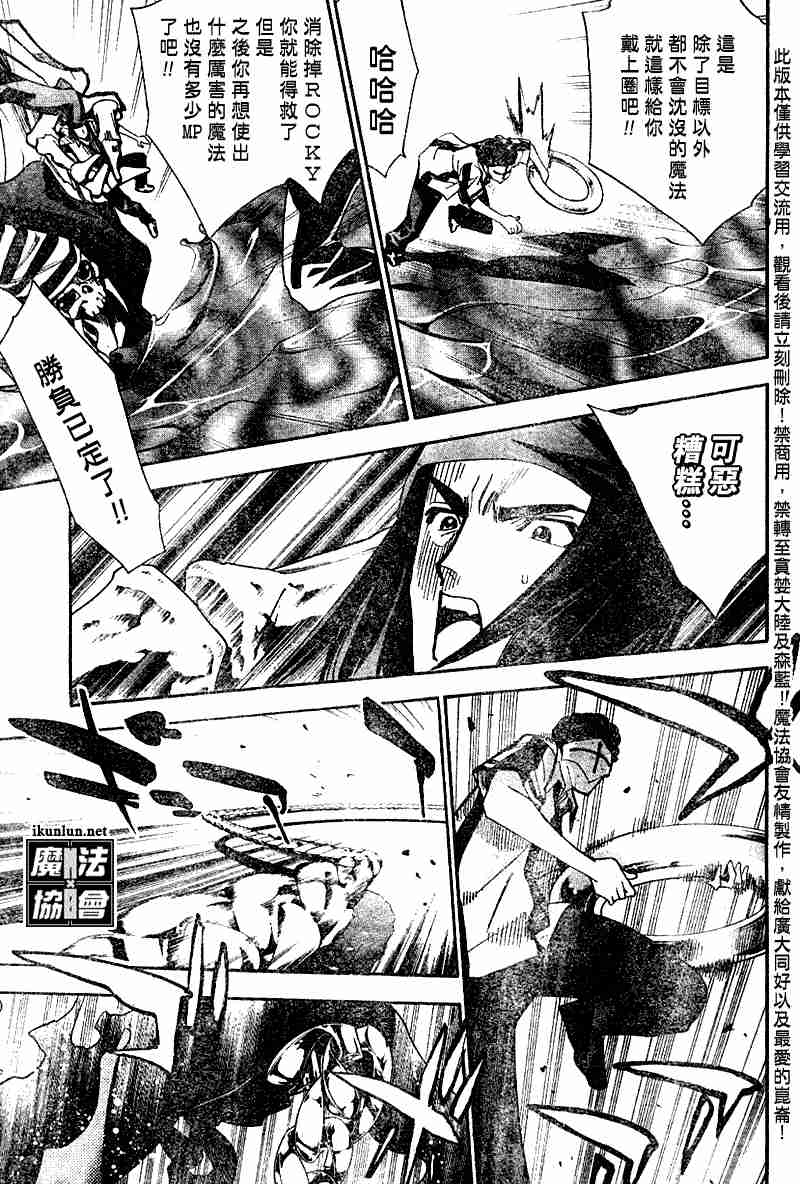 這是
除了目標以外
都不會沈沒的魔法
就這樣給你
戴上圈吧!!
哈哈哈
消除掉ROCKY
你就能得救了
但是
之後你再想使出
什麼厲害的魔法
也沒有多少MP
了吧!!
勝負已定了!!
可惡
糟糕…
ikunlun.net
魔法
協會
此版本僅供學習交流用，觀看後請立刻刪除！禁商用，禁轉至貪婪大陸及森藍!!魔法協會友情製作，獻給廣大同好以及最愛的崑崙！